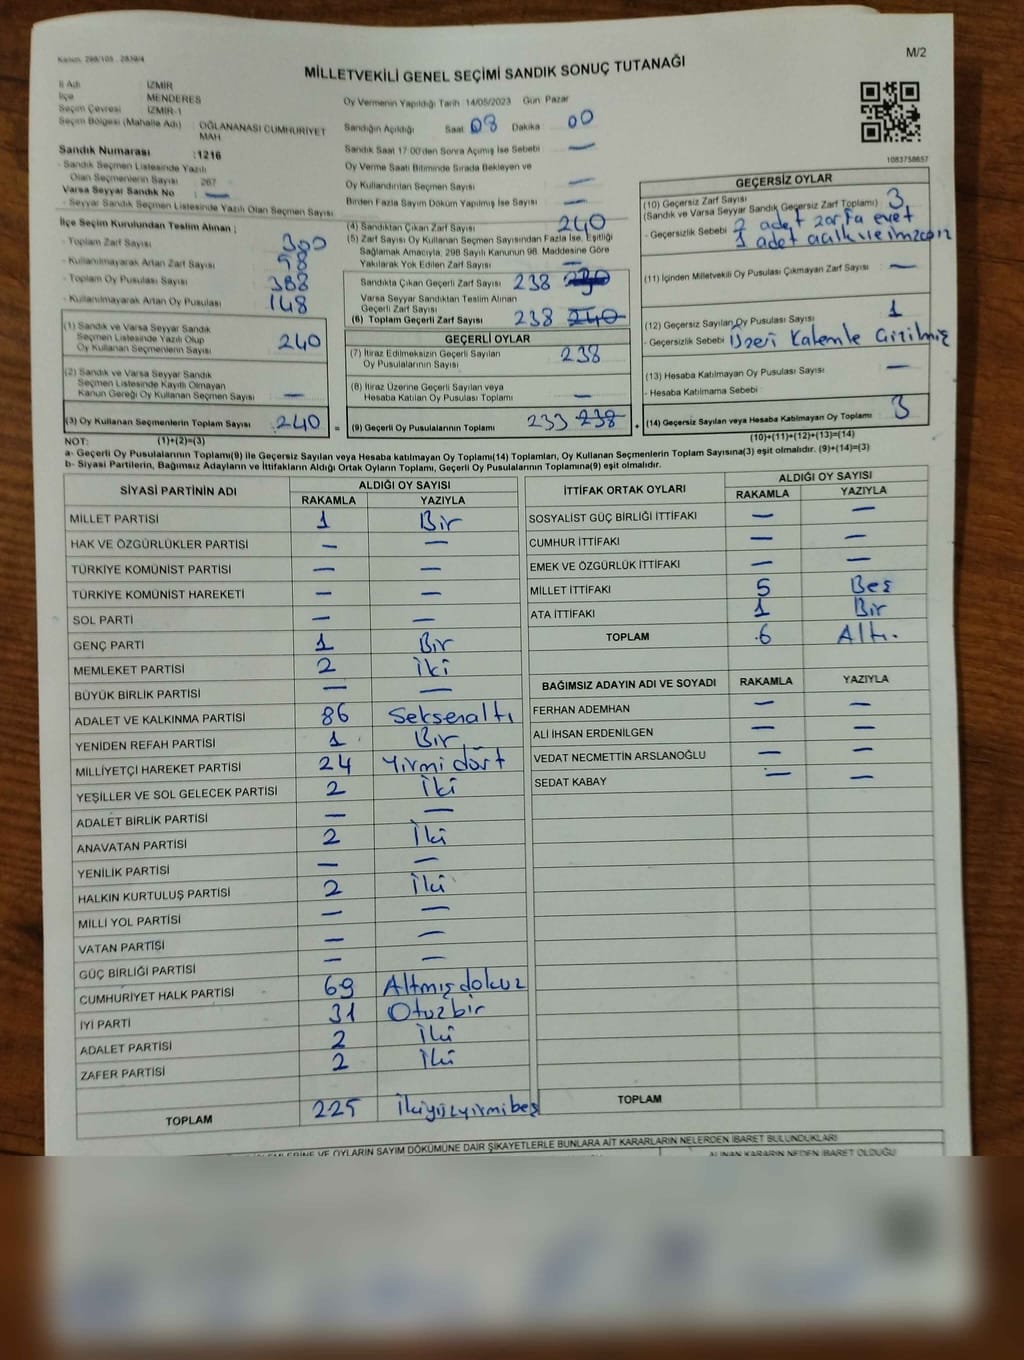 Kanun: 298/105 . 2839/4
M/2
MİLLETVEKİLİ GENEL SEÇİMİ SANDIK SONUÇ TUTANAĞI
İl Adı İZMİR
İlçe MENDERES
Seçim Çevresi İZMİR-1
Seçim Bölgesi (Mahalle Adı) OĞLANANASI CUMHURİYET MAH
Sandık Numarası :1216
- Sandık Seçmen Listesinde Yazılı
Olan Seçmenlerin Sayısı 267
Varsa Seyyar Sandık No —
- Seyyar Sandık Seçmen Listesinde Yazılı Olan Seçmen Sayısı
Oy Vermenin Yapıldığı Tarih 14/05/2023 Gün Pazar
Sandığın Açıldığı Saat 08 Dakika 00
Sandık Saat 17:00'den Sonra Açılmış İse Sebebi —
Oy Verme Saati Bitiminde Sırada Bekleyen ve
Oy Kullandırılan Seçmen Sayısı —
Birden Fazla Sayım Döküm Yapılmış İse Sayısı —
1083758657
İlçe Seçim Kurulundan Teslim Alınan ;
- Toplam Zarf Sayısı 300
- Kullanılmayarak Artan Zarf Sayısı 58
- Toplam Oy Pusulası Sayısı 388
- Kullanılmayarak Artan Oy Pusulası 148
(1) Sandık ve Varsa Seyyar Sandık
Seçmen Listesinde Yazılı Olup
Oy Kullanan Seçmenlerin Sayısı 240
(2) Sandık ve Varsa Seyyar Sandık
Seçmen Listesinde Kayıtlı Olmayan
Kanun Gereği Oy Kullanan Seçmen Sayısı —
(3) Oy Kullanan Seçmenlerin Toplam Sayısı 240 =
(4) Sandıktan Çıkan Zarf Sayısı 240
(5) Zarf Sayısı Oy Kullanan Seçmen Sayısından Fazla İse, Eşitliği
Sağlamak Amacıyla, 298 Sayılı Kanunun 98. Maddesine Göre
Yakılarak Yok Edilen Zarf Sayısı —
Sandıkta Çıkan Geçerli Zarf Sayısı 238
Varsa Seyyar Sandıktan Teslim Alınan
Geçerli Zarf Sayısı
(6) Toplam Geçerli Zarf Sayısı 238 240
GEÇERLİ OYLAR
(7) İtiraz Edilmeksizin Geçerli Sayılan
Oy Pusulalarının Sayısı 238
(8) İtiraz Üzerine Geçerli Sayılan veya
Hesaba Katılan Oy Pusulası Toplamı —
(9) Geçerli Oy Pusulalarının Toplamı 233 238 +
GEÇERSİZ OYLAR
(10) Geçersiz Zarf Sayısı 3
(Sandık ve Varsa Seyyar Sandık Geçersiz Zarf Toplamı)
- Geçersizlik Sebebi 2 adet zarfa evet
1 adet açık
(11) İçinden Milletvekili Oy Pusulası Çıkmayan Zarf Sayısı —
(12) Geçersiz Sayılan Oy Pusulası Sayısı 1
- Geçersizlik Sebebi Üzeri kalemle çizilmiş
(13) Hesaba Katılmayan Oy Pusulası Sayısı —
- Hesaba Katılmama Sebebi
(14) Geçersiz Sayılan veya Hesaba Katılmayan Oy Toplamı 3
NOT: (1)+(2)=(3)
(10)+(11)+(12)+(13)=(14)
a- Geçerli Oy Pusulalarının Toplamı(9) ile Geçersiz Sayılan veya Hesaba katılmayan Oy Toplamı(14) Toplamları, Oy Kullanan Seçmenlerin Toplam Sayısına(3) eşit olmalıdır. (9)+(14)=(3)
b- Siyasi Partilerin, Bağımsız Adayların ve İttifakların Aldığı Ortak Oyların Toplamı, Geçerli Oy Pusulalarının Toplamına(9) eşit olmalıdır.
SİYASİ PARTİNİN ADI ALDIĞI OY SAYISI
RAKAMLA YAZIYLA
MİLLET PARTİSİ 1 Bir
HAK VE ÖZGÜRLÜKLER PARTİSİ — —
TÜRKİYE KOMÜNİST PARTİSİ — —
TÜRKİYE KOMÜNİST HAREKETİ — —
SOL PARTİ — —
GENÇ PARTİ 1 Bir
MEMLEKET PARTİSİ 2 İki
BÜYÜK BİRLİK PARTİSİ — —
ADALET VE KALKINMA PARTİSİ 86 Seksenaltı
YENİDEN REFAH PARTİSİ 1 Bir
MİLLİYETÇİ HAREKET PARTİSİ 24 Yirmi dört
YEŞİLLER VE SOL GELECEK PARTİSİ 2 İki
ADALET BİRLİK PARTİSİ — —
ANAVATAN PARTİSİ 2 İki
YENİLİK PARTİSİ — —
HALKIN KURTULUŞ PARTİSİ 2 İki
MİLLİ YOL PARTİSİ — —
VATAN PARTİSİ — —
GÜÇ BİRLİĞİ PARTİSİ — —
CUMHURİYET HALK PARTİSİ 69 Altmışdokuz
İYİ PARTİ 31 Otuzbir
ADALET PARTİSİ 2 İki
ZAFER PARTİSİ 2 İki
TOPLAM 225 İkiyüzyirmibeş
İTTİFAK ORTAK OYLARI ALDIĞI OY SAYISI
RAKAMLA YAZIYLA
SOSYALİST GÜÇ BİRLİĞİ İTTİFAKI — —
CUMHUR İTTİFAKI — —
EMEK VE ÖZGÜRLÜK İTTİFAKI — —
MİLLET İTTİFAKI 5 Beş
ATA İTTİFAKI 1 Bir
TOPLAM 6 Altı.
BAĞIMSIZ ADAYIN ADI VE SOYADI RAKAMLA YAZIYLA
FERHAN ADEMHAN — —
ALİ İHSAN ERDENİLGEN — —
VEDAT NECMETTİN ARSLANOĞLU — —
SEDAT KABAY — —
TOPLAM
VE OYLARIN SAYIM DÖKÜMÜNE DAİR ŞİKAYETLERLE BUNLARA AİT KARARLARIN NELERDEN İBARET BULUNDUKLARI
ALINAN KARARIN NEDEN İBARET OLDUĞU